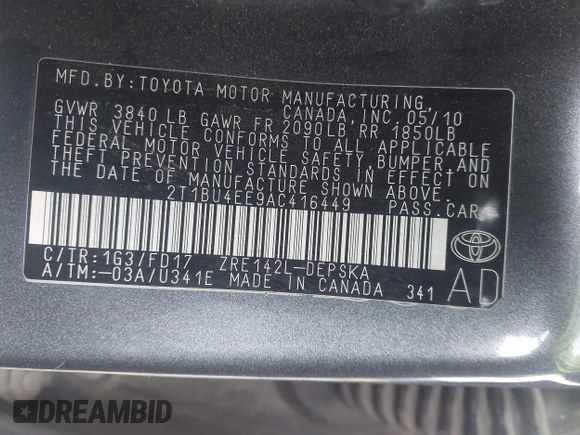 MFD.BY:TOYOTA MOTOR MANUFACTURING,
CANADA, INC. 05/10
GVWR 3840 LB GAWR FR 2090LB, RR 1850LB
THIS VEHICLE CONFORMS TO ALL APPLICABLE
FEDERAL MOTOR VEHICLE SAFETY BUMPER, AND
THEFT PREVENTION STANDARDS IN EFFECT ON
THE DATE OF MANUFACTURE SHOWN ABOVE.
2T1BU4EE9AC416449 PASS.CAR
C/TR:1G3/FD17 ZRE142L-DEPSKA
A/TM:-03A/U341E MADE IN CANADA 341
AD
DREAMBID